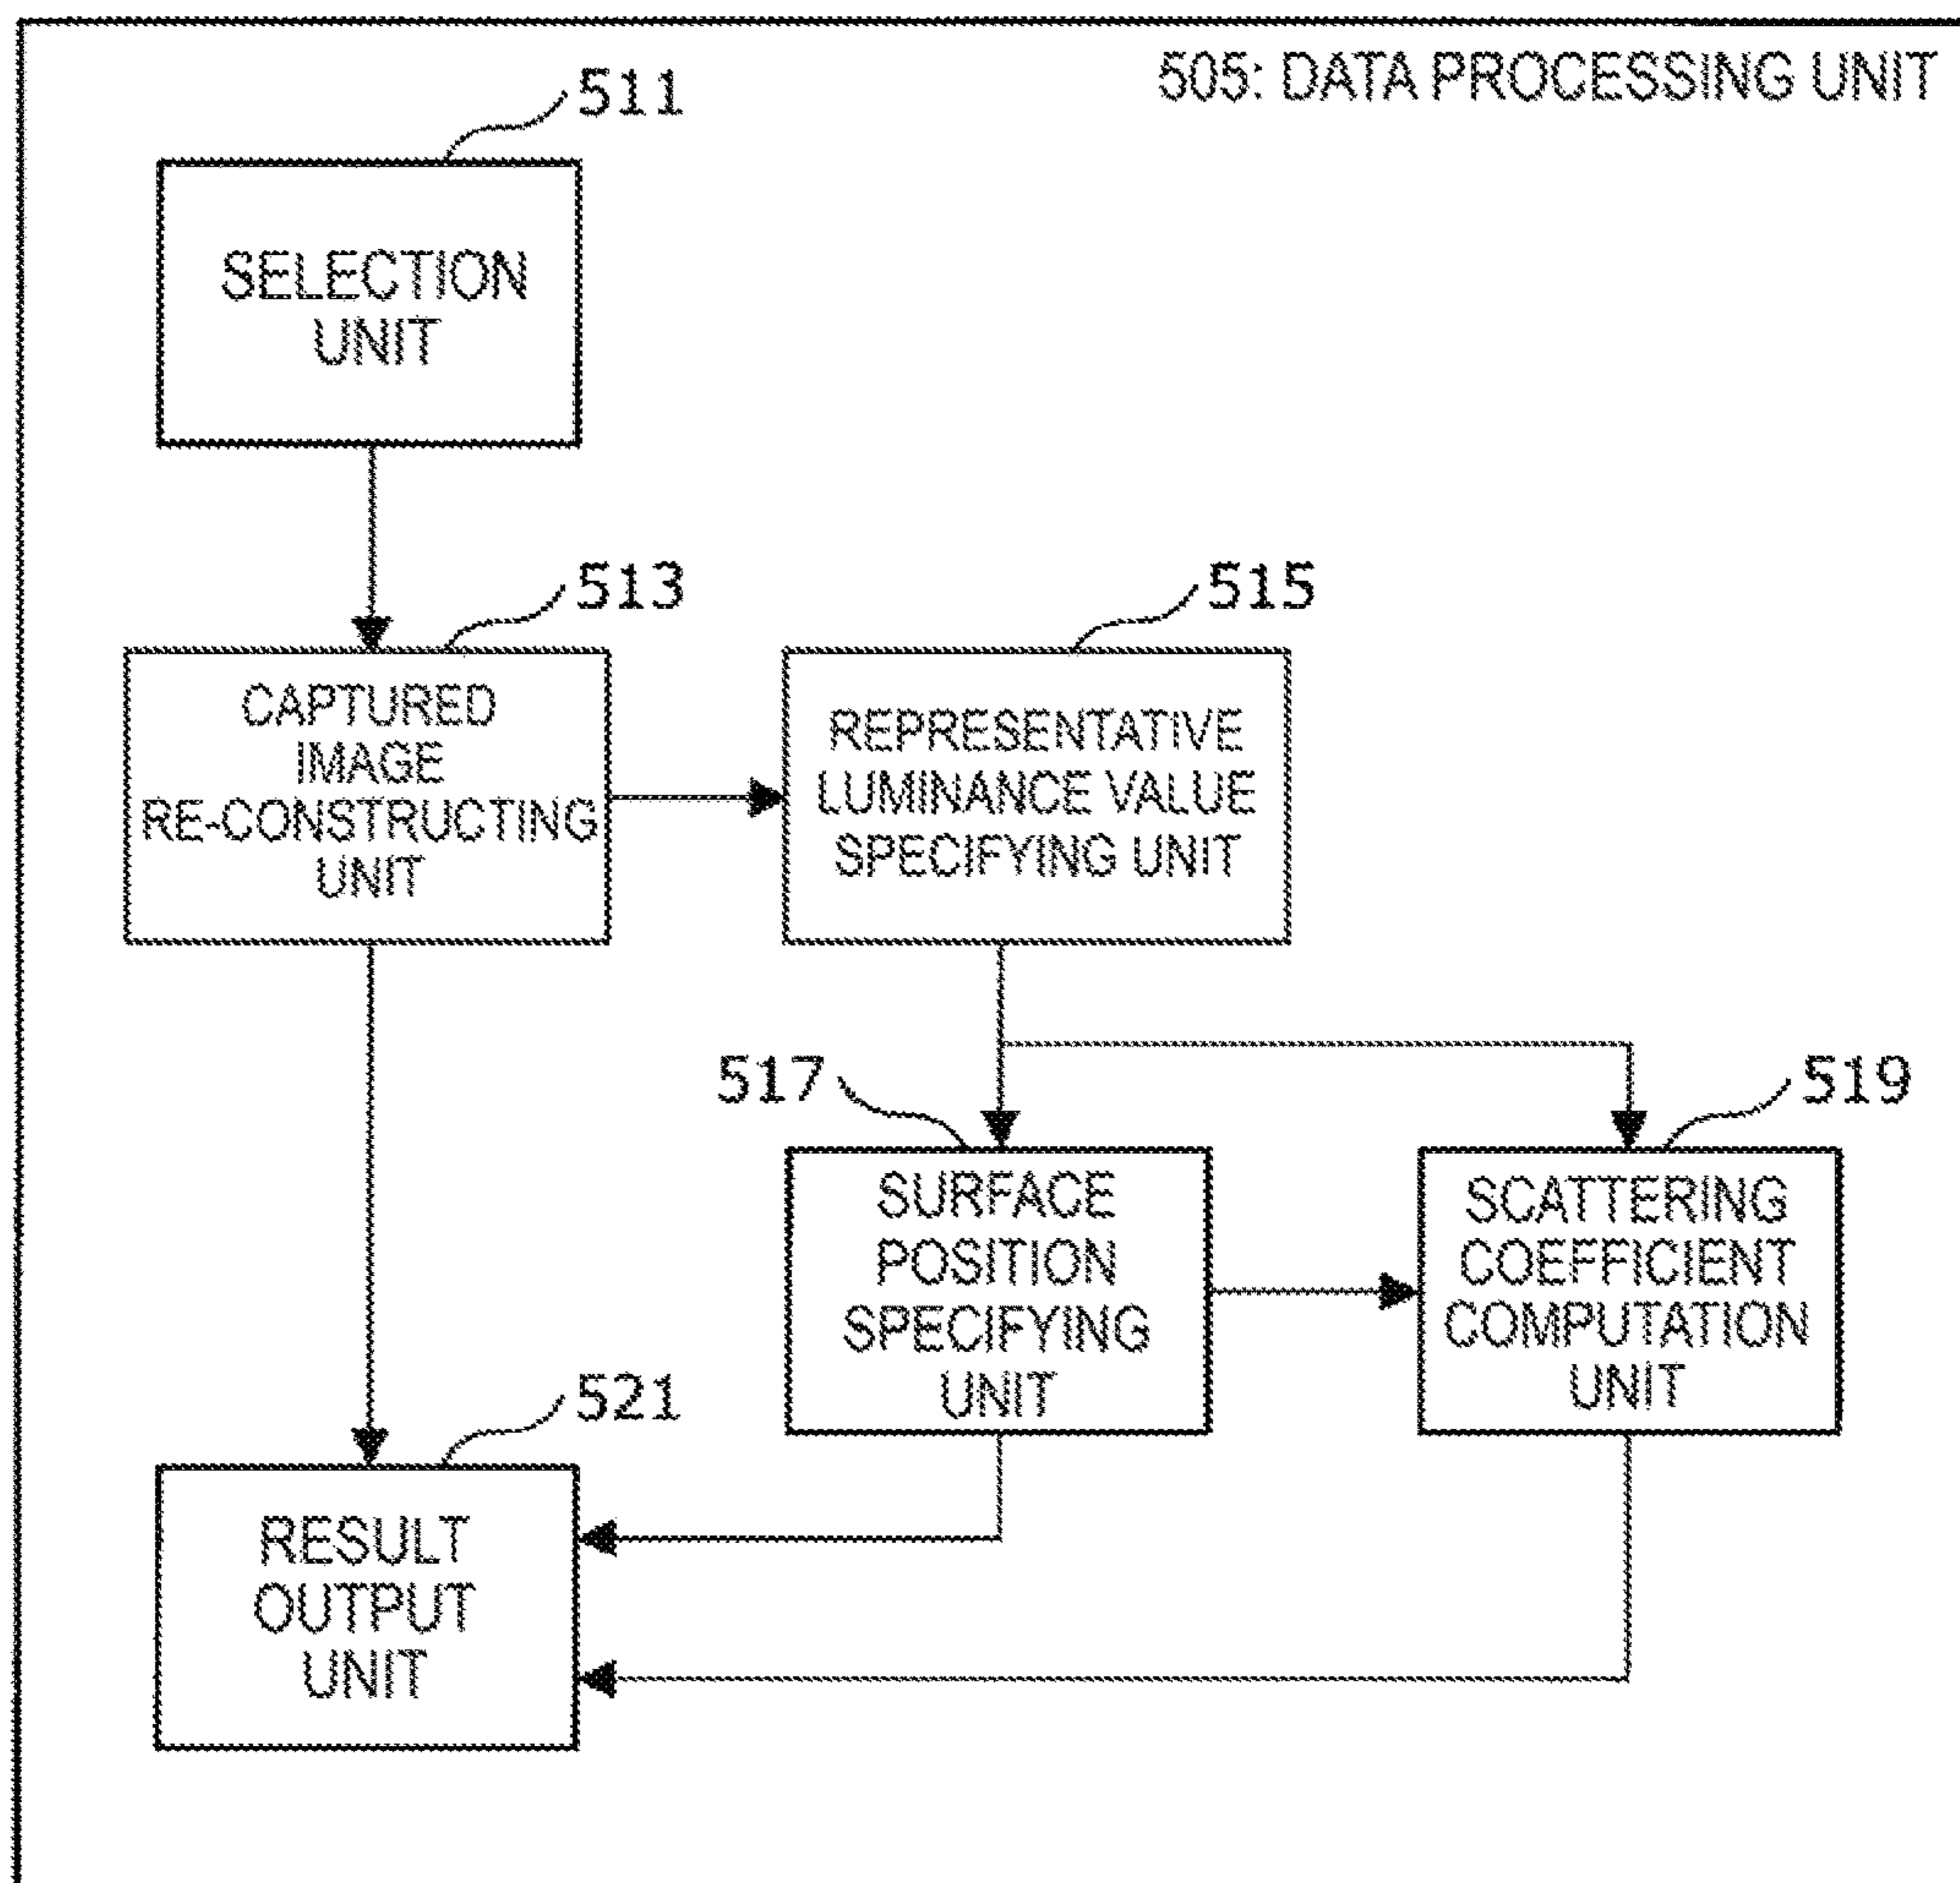 505: DATA PROCESSING UNIT
511
SELECTION
UNIT
513
CAPTURED
IMAGE
RE-CONSTRUCTING
UNIT
515
REPRESENTATIVE
LUMINANCE VALUE
SPECIFYING UNIT
517
SURFACE
POSITION
SPECIFYING
UNIT
519
SCATTERING
COEFFICIENT
COMPUTATION
UNIT
521
RESULT
OUTPUT
UNIT